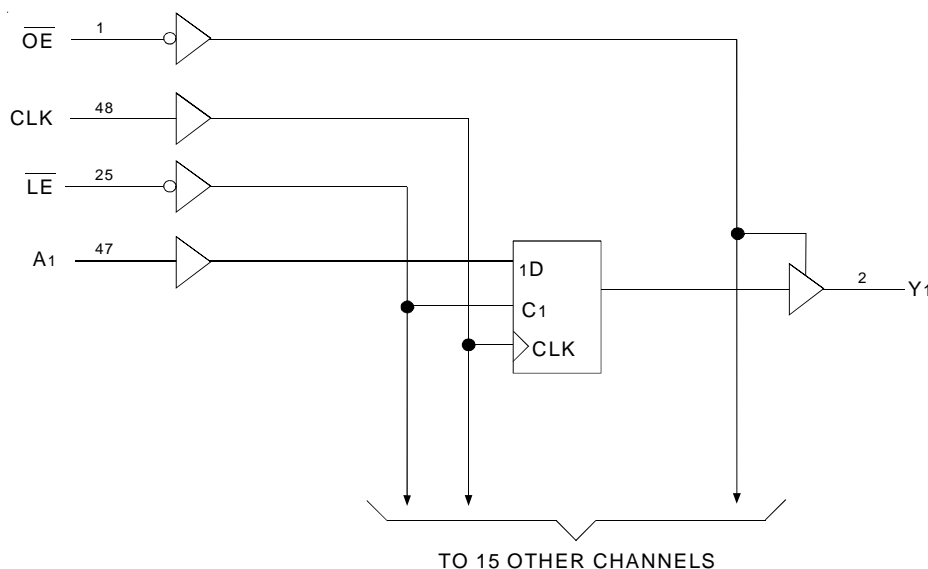 OE 1
CLK 48
LE 25
A1 47
1D
C1
CLK
2 Y1
TO 15 OTHER CHANNELS